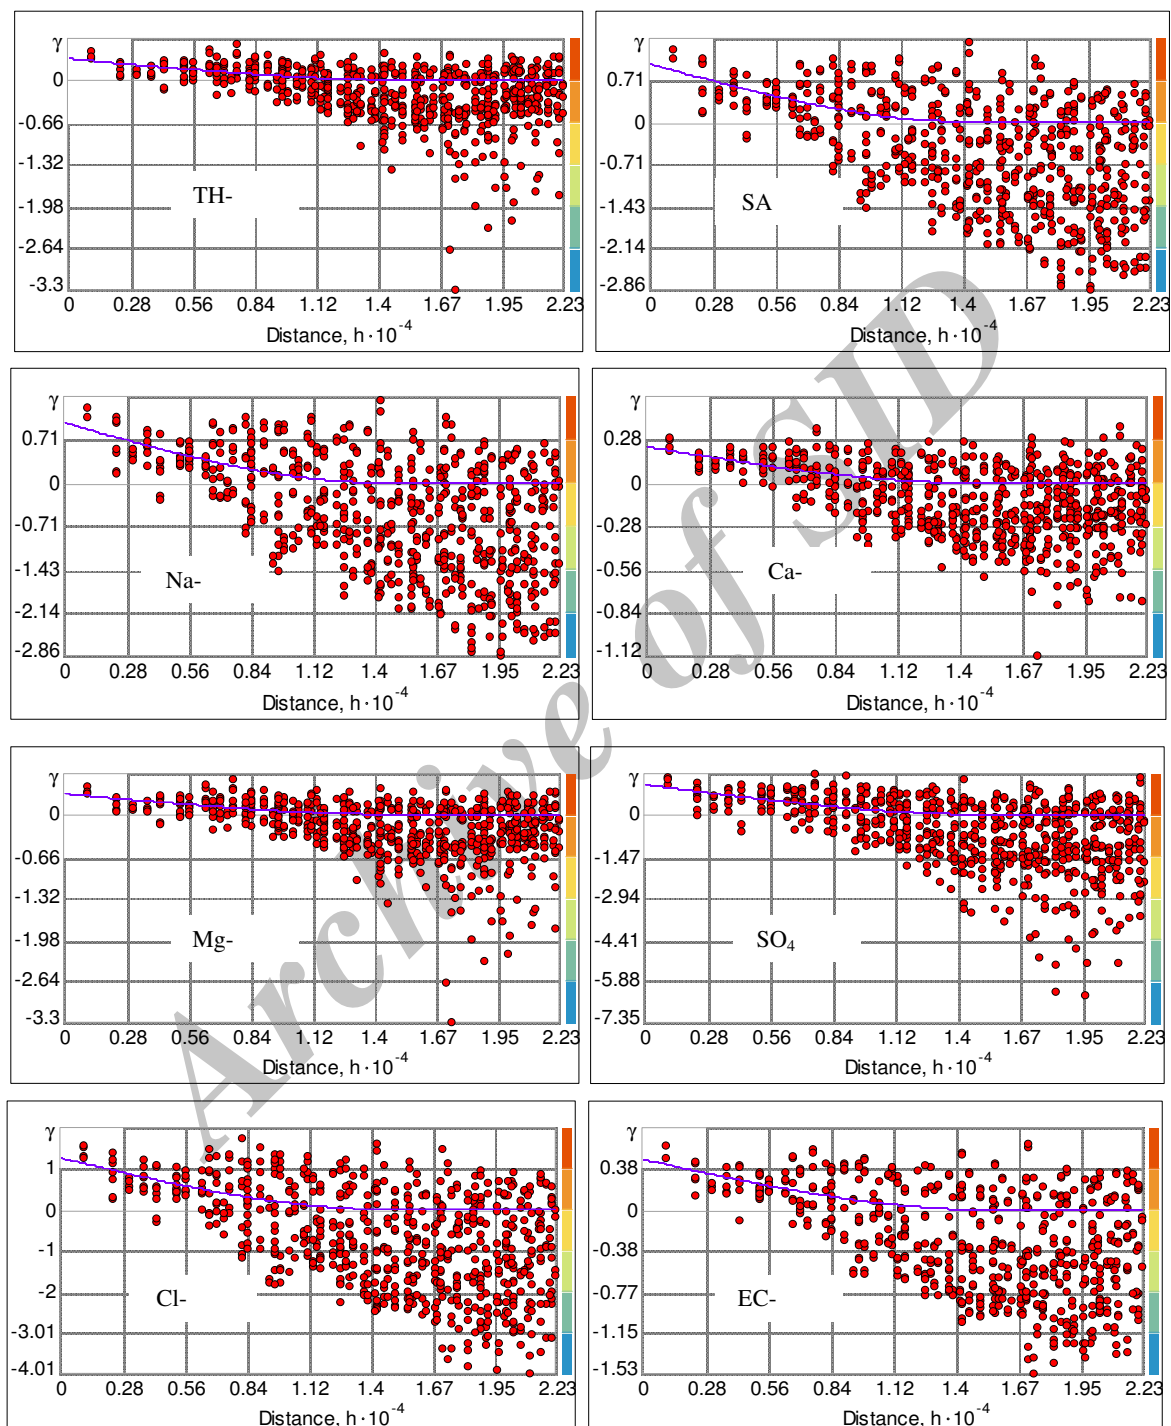 γ
0
-0.66
-1.32
-1.98
-2.64
-3.3
TH-
0 0.28 0.56 0.84 1.12 1.4 1.67 1.95 2.23
Distance, h · 10⁻⁴
γ
0.71
0
-0.71
-1.43
-2.14
-2.86
SA
0 0.28 0.56 0.84 1.12 1.4 1.67 1.95 2.23
Distance, h · 10⁻⁴
γ
0.71
0
-0.71
-1.43
-2.14
-2.86
Na-
0 0.28 0.56 0.84 1.12 1.4 1.67 1.95 2.23
Distance, h · 10⁻⁴
γ
0.28
0
-0.28
-0.56
-0.84
-1.12
Ca-
0 0.28 0.56 0.84 1.12 1.4 1.67 1.95 2.23
Distance, h · 10⁻⁴
γ
0
-0.66
-1.32
-1.98
-2.64
-3.3
Mg-
0 0.28 0.56 0.84 1.12 1.4 1.67 1.95 2.23
Distance, h · 10⁻⁴
γ
0
-1.47
-2.94
-4.41
-5.88
-7.35
SO₄
0 0.28 0.56 0.84 1.12 1.4 1.67 1.95 2.23
Distance, h · 10⁻⁴
γ
1
0
-1
-2
-3.01
-4.01
Cl-
0 0.28 0.56 0.84 1.12 1.4 1.67 1.95 2.23
Distance, h · 10⁻⁴
γ
0.38
0
-0.38
-0.77
-1.15
-1.53
EC-
0 0.28 0.56 0.84 1.12 1.4 1.67 1.95 2.23
Distance, h · 10⁻⁴
Archive of SID